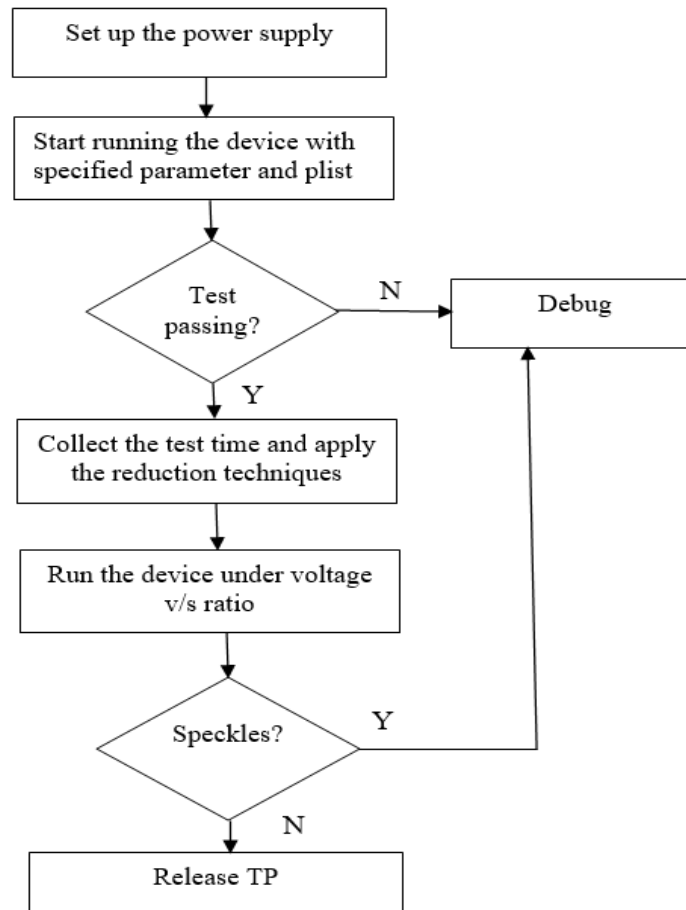 Set up the power supply
Start running the device with
specified parameter and plist
Test
passing?
N
Debug
Y
Collect the test time and apply
the reduction techniques
Run the device under voltage
v/s ratio
Speckles?
Y
N
Release TP